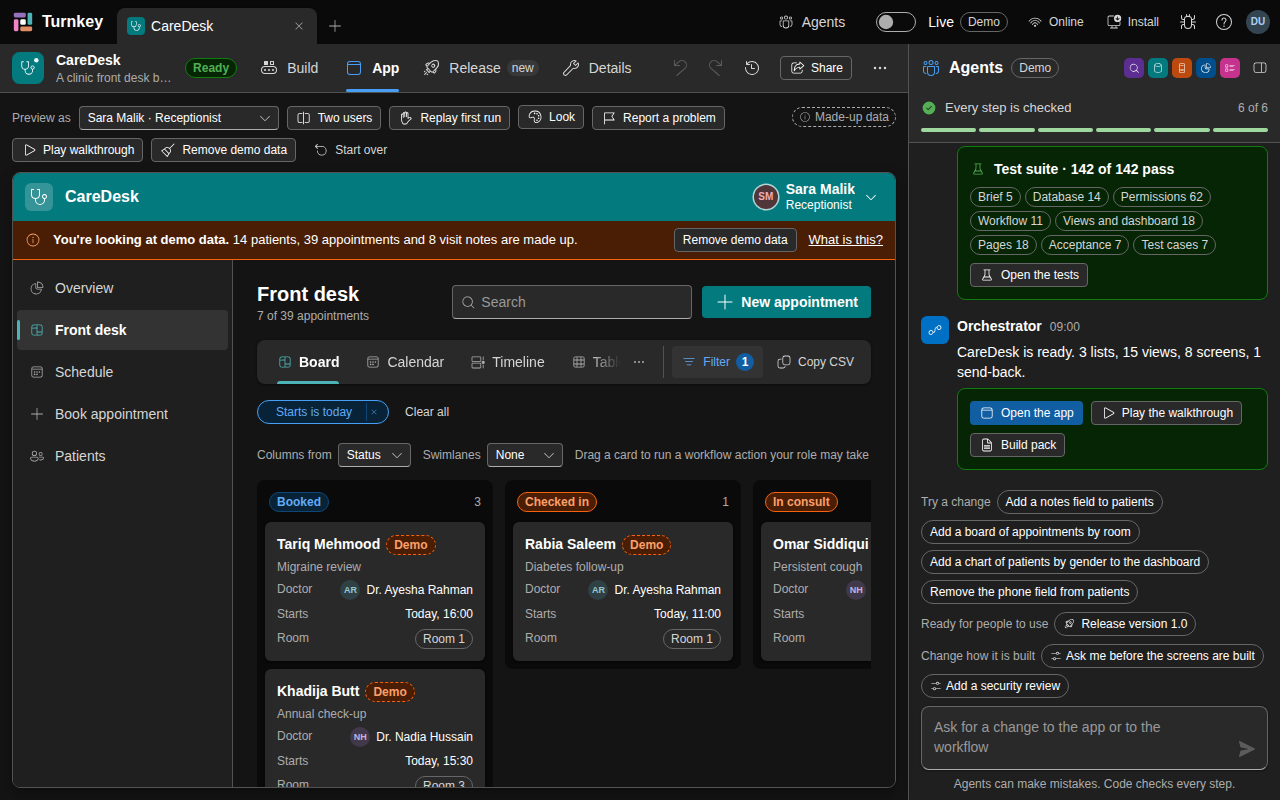 Turnkey
CareDesk
Agents
Live
Demo
Online
Install
DU
CareDesk
A clinic front desk b...
Ready
Build
App
Release new
Details
Share
Agents
Demo
Preview as
Sara Malik · Receptionist
Two users
Replay first run
Look
Report a problem
Made-up data
Play walkthrough
Remove demo data
Start over
CareDesk
SM
Sara Malik
Receptionist
You're looking at demo data. 14 patients, 39 appointments and 8 visit notes are made up.
Remove demo data
What is this?
Overview
Front desk
Schedule
Book appointment
Patients
Front desk
7 of 39 appointments
Search
New appointment
Board
Calendar
Timeline
Filter 1
Copy CSV
Starts is today
Clear all
Columns from
Status
Swimlanes
None
Drag a card to run a workflow action your role may take
Booked 3
Tariq Mehmood Demo
Migraine review
Doctor AR Dr. Ayesha Rahman
Starts Today, 16:00
Room Room 1
Khadija Butt Demo
Annual check-up
Doctor NH Dr. Nadia Hussain
Starts Today, 15:30
Room Room 3
Checked in 1
Rabia Saleem Demo
Diabetes follow-up
Doctor AR Dr. Ayesha Rahman
Starts Today, 11:00
Room Room 1
In consult
Omar Siddiqui
Persistent cough
Doctor NH
Starts
Room
Every step is checked 6 of 6
Test suite · 142 of 142 pass
Brief 5
Database 14
Permissions 62
Workflow 11
Views and dashboard 18
Pages 18
Acceptance 7
Test cases 7
Open the tests
Orchestrator 09:00
CareDesk is ready. 3 lists, 15 views, 8 screens, 1
send-back.
Open the app
Play the walkthrough
Build pack
Try a change
Add a notes field to patients
Add a board of appointments by room
Add a chart of patients by gender to the dashboard
Remove the phone field from patients
Ready for people to use
Release version 1.0
Change how it is built
Ask me before the screens are built
Add a security review
Ask for a change to the app or to the
workflow
Agents can make mistakes. Code checks every step.